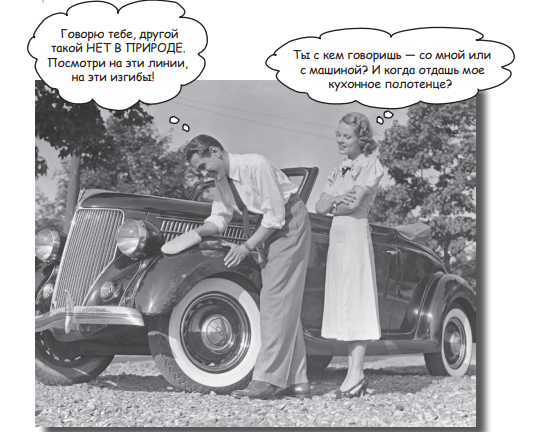 Говорю тебе, другой
такой НЕТ В ПРИРОДЕ.
Посмотри на эти линии,
на эти изгибы!
Ты с кем говоришь — со мной или
с машиной? И когда отдашь мое
кухонное полотенце?